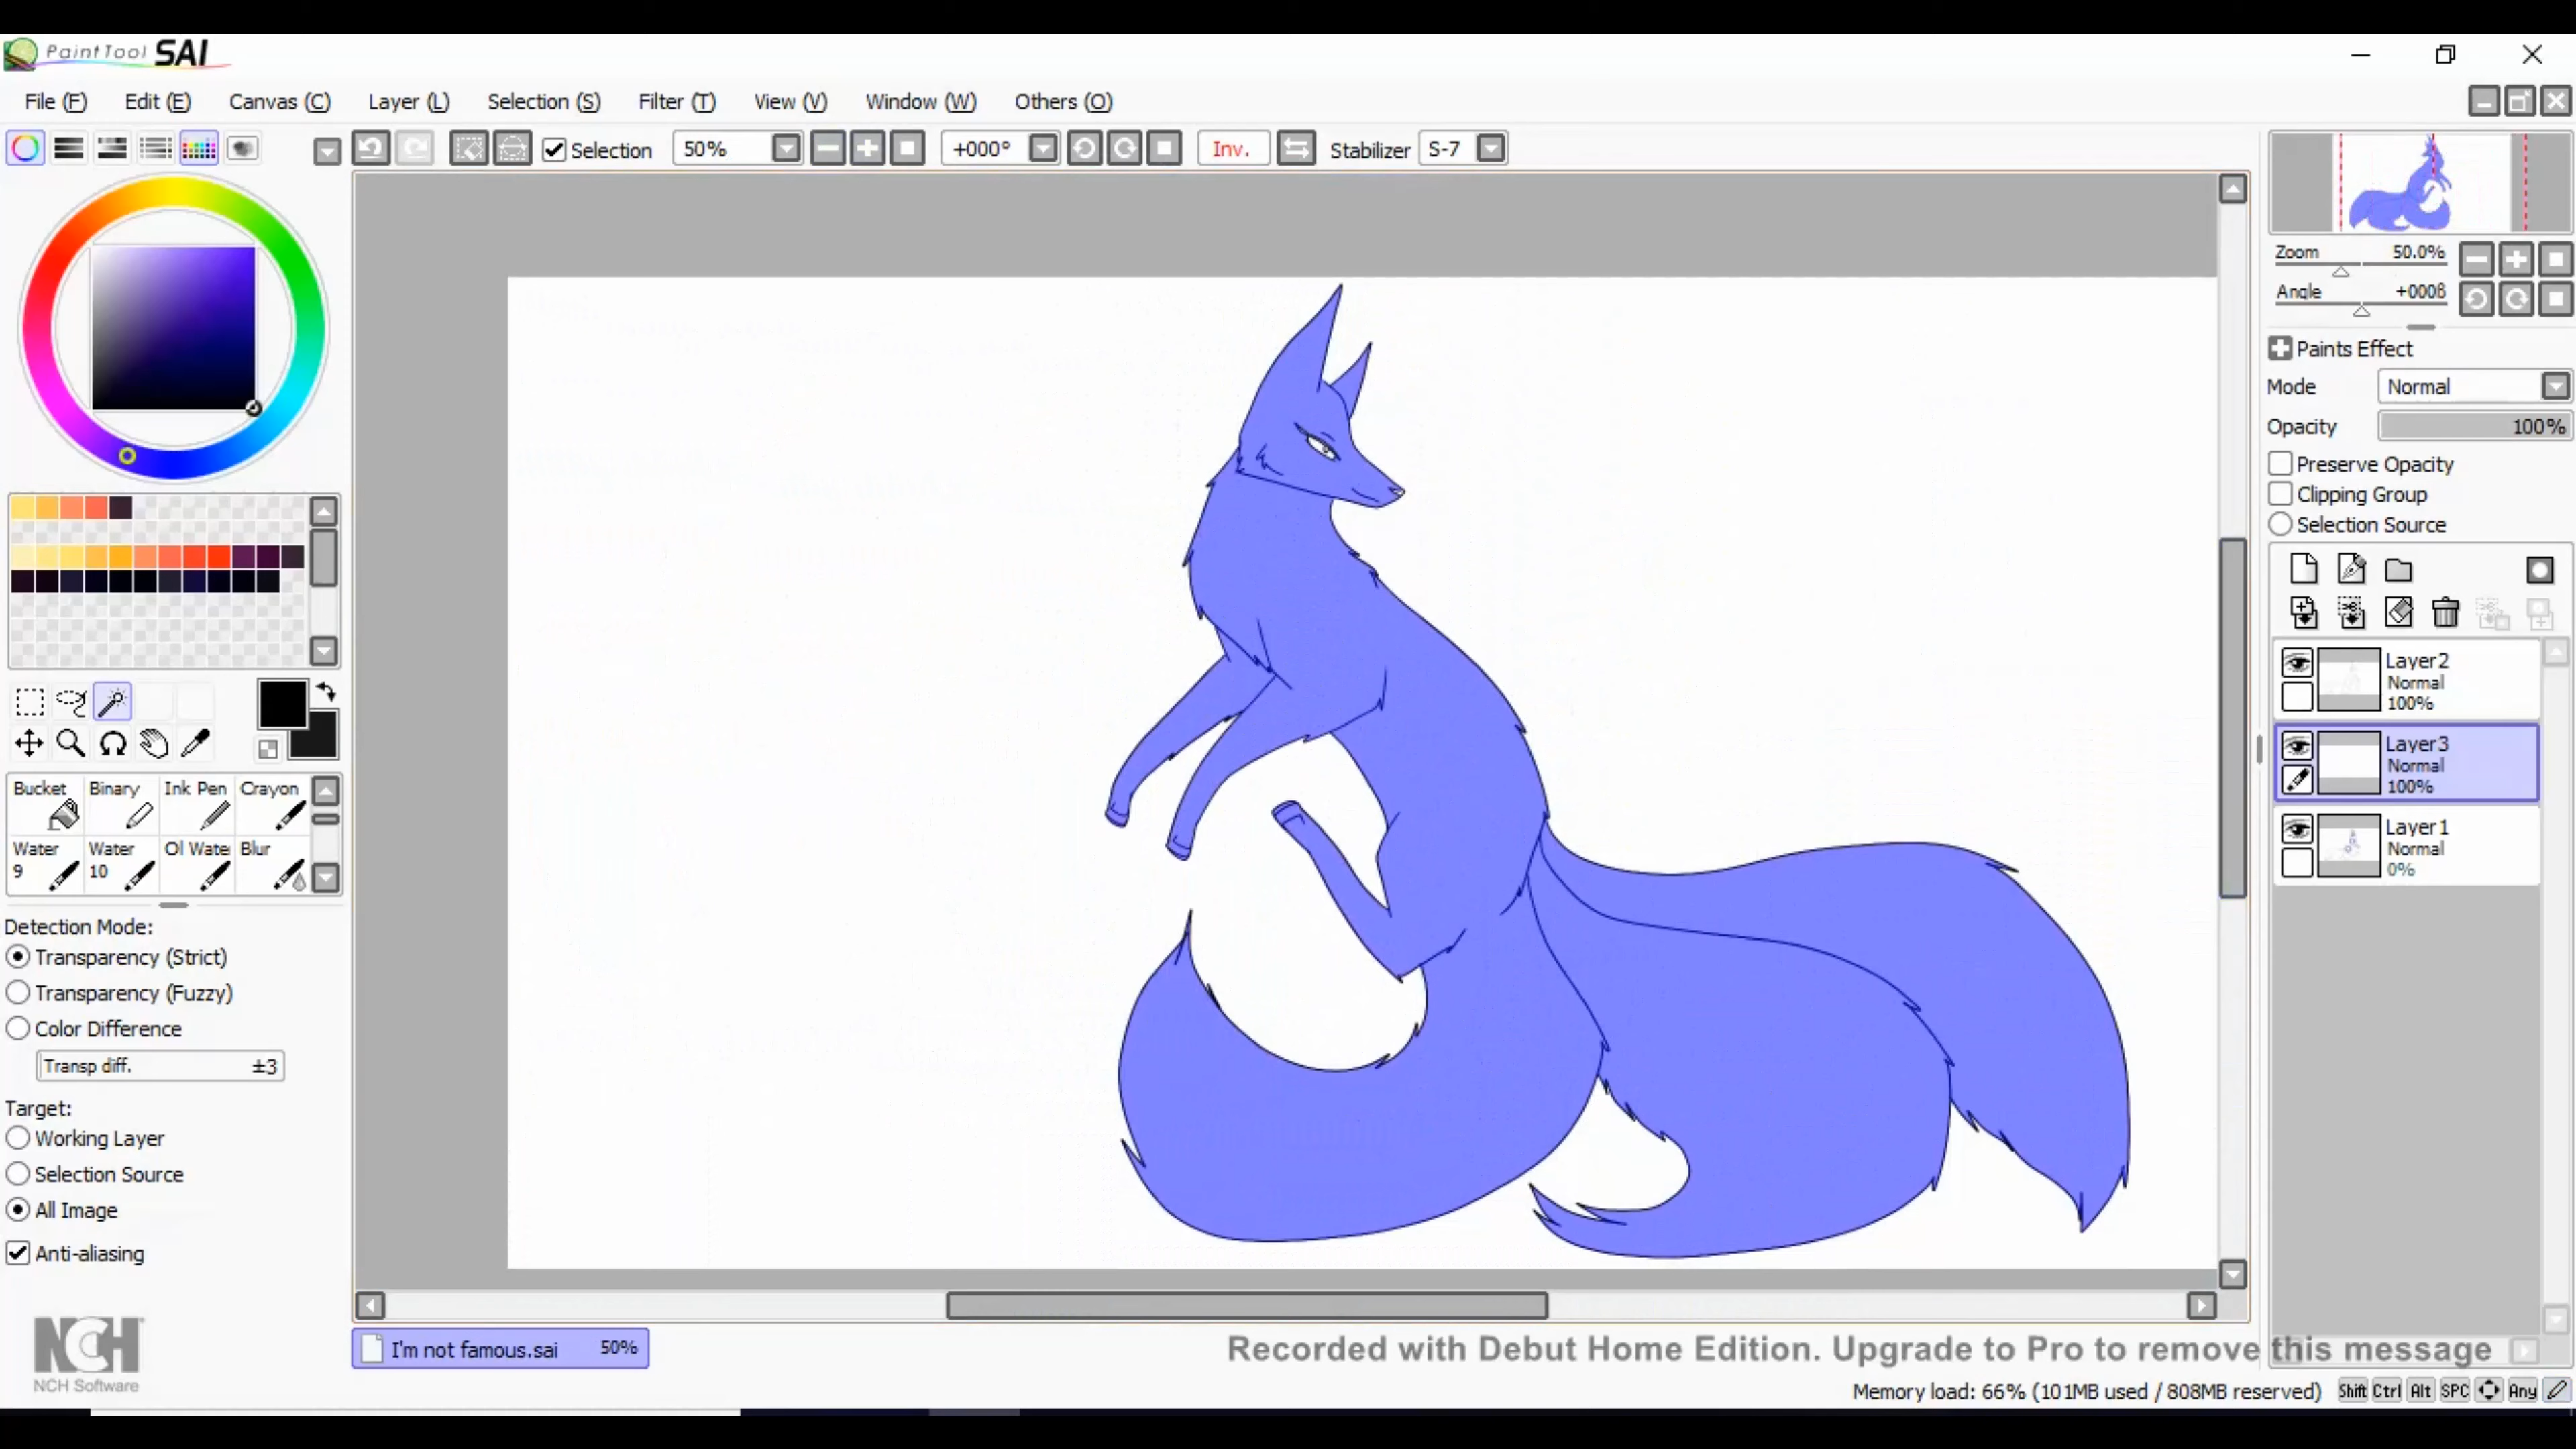 PaintTool SAI
File (F) Edit (E) Canvas (C) Layer (L) Selection (S) Filter (T) View (V) Window (W) Others (O)
Selection 50% +000° Inv. Stabilizer S-7
Zoom 50.0%
Angle +000ß
Paints Effect
Mode Normal
Opacity 100%
Preserve Opacity
Clipping Group
Selection Source
Layer2
Normal
100%
Layer3
Normal
100%
Layer1
Normal
0%
Bucket Binary Ink Pen Crayon
Water Water Ol Wate Blur
9 10
Detection Mode:
Transparency (Strict)
Transparency (Fuzzy)
Color Difference
Transp diff. ±3
Target:
Working Layer
Selection Source
All Image
Anti-aliasing
NCH
NCH Software
I'm not famous.sai 50%
Recorded with Debut Home Edition. Upgrade to Pro to remove this message
Memory load: 66% (101MB used / 808MB reserved) Shift Ctrl Alt SPC Any